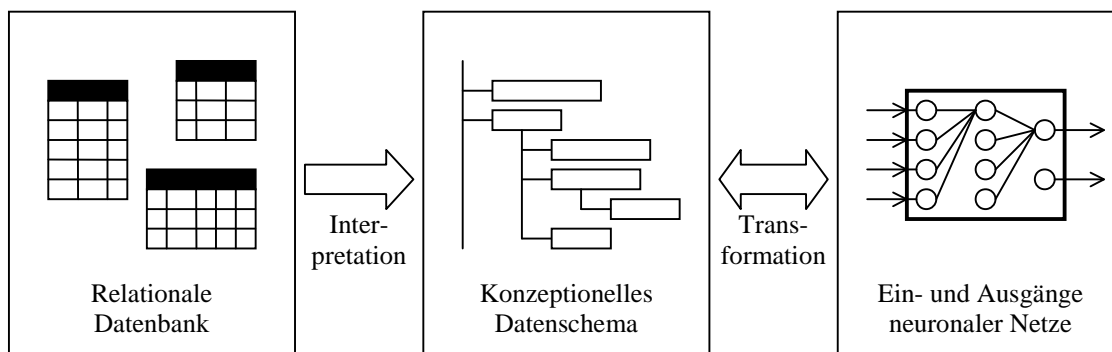 Relationale
Datenbank
Inter-
pretation
Konzeptionelles
Datenschema
Trans-
formation
Ein- und Ausgänge
neuronaler Netze